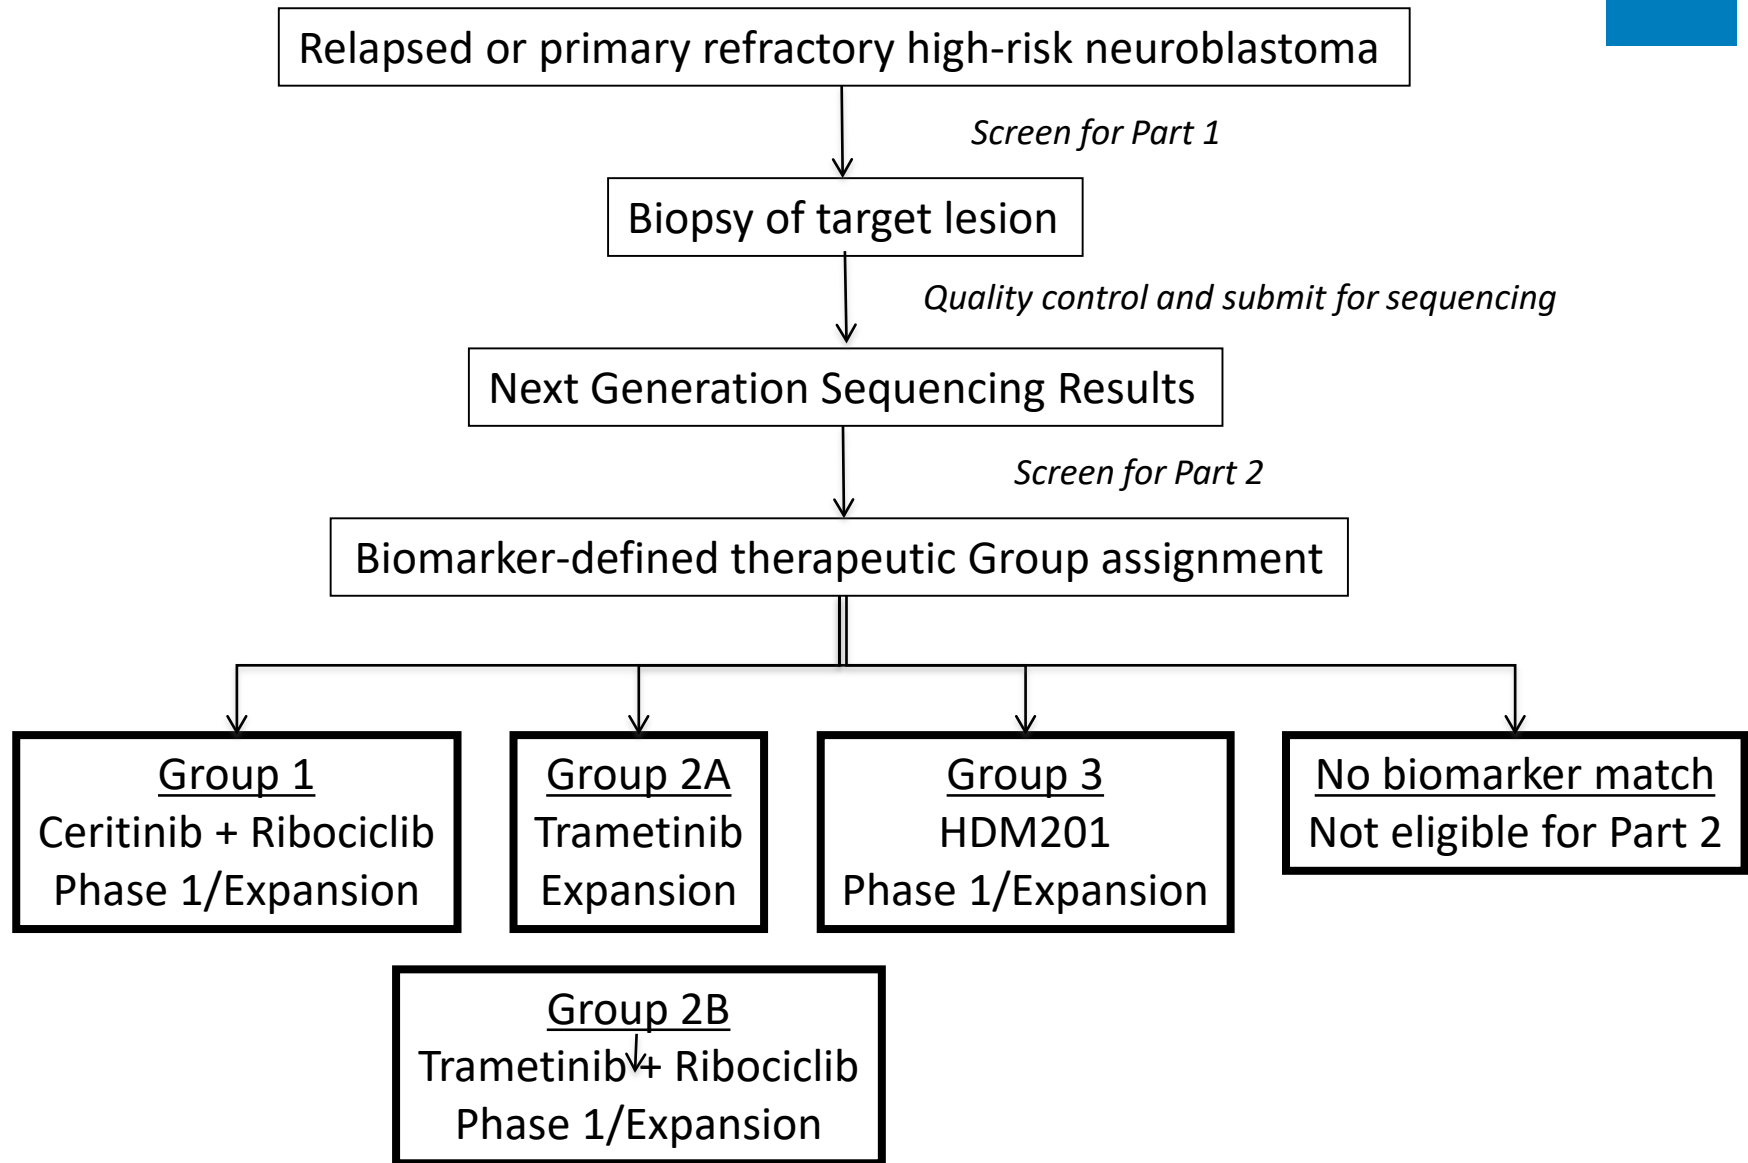 Relapsed or primary refractory high-risk neuroblastoma
Screen for Part 1
Biopsy of target lesion
Quality control and submit for sequencing
Next Generation Sequencing Results
Screen for Part 2
Biomarker-defined therapeutic Group assignment
Group 1
Ceritinib + Ribociclib
Phase 1/Expansion
Group 2A
Trametinib
Expansion
Group 3
HDM201
Phase 1/Expansion
No biomarker match
Not eligible for Part 2
Group 2B
Trametinib + Ribociclib
Phase 1/Expansion